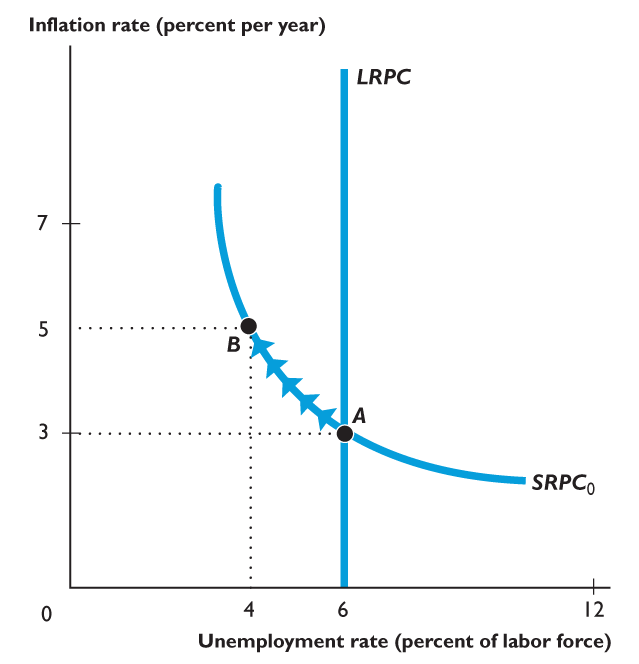 Inflation rate (percent per year)
LRPC
7
5
B
A
3
SRPC₀
0
4
6
12
Unemployment rate (percent of labor force)